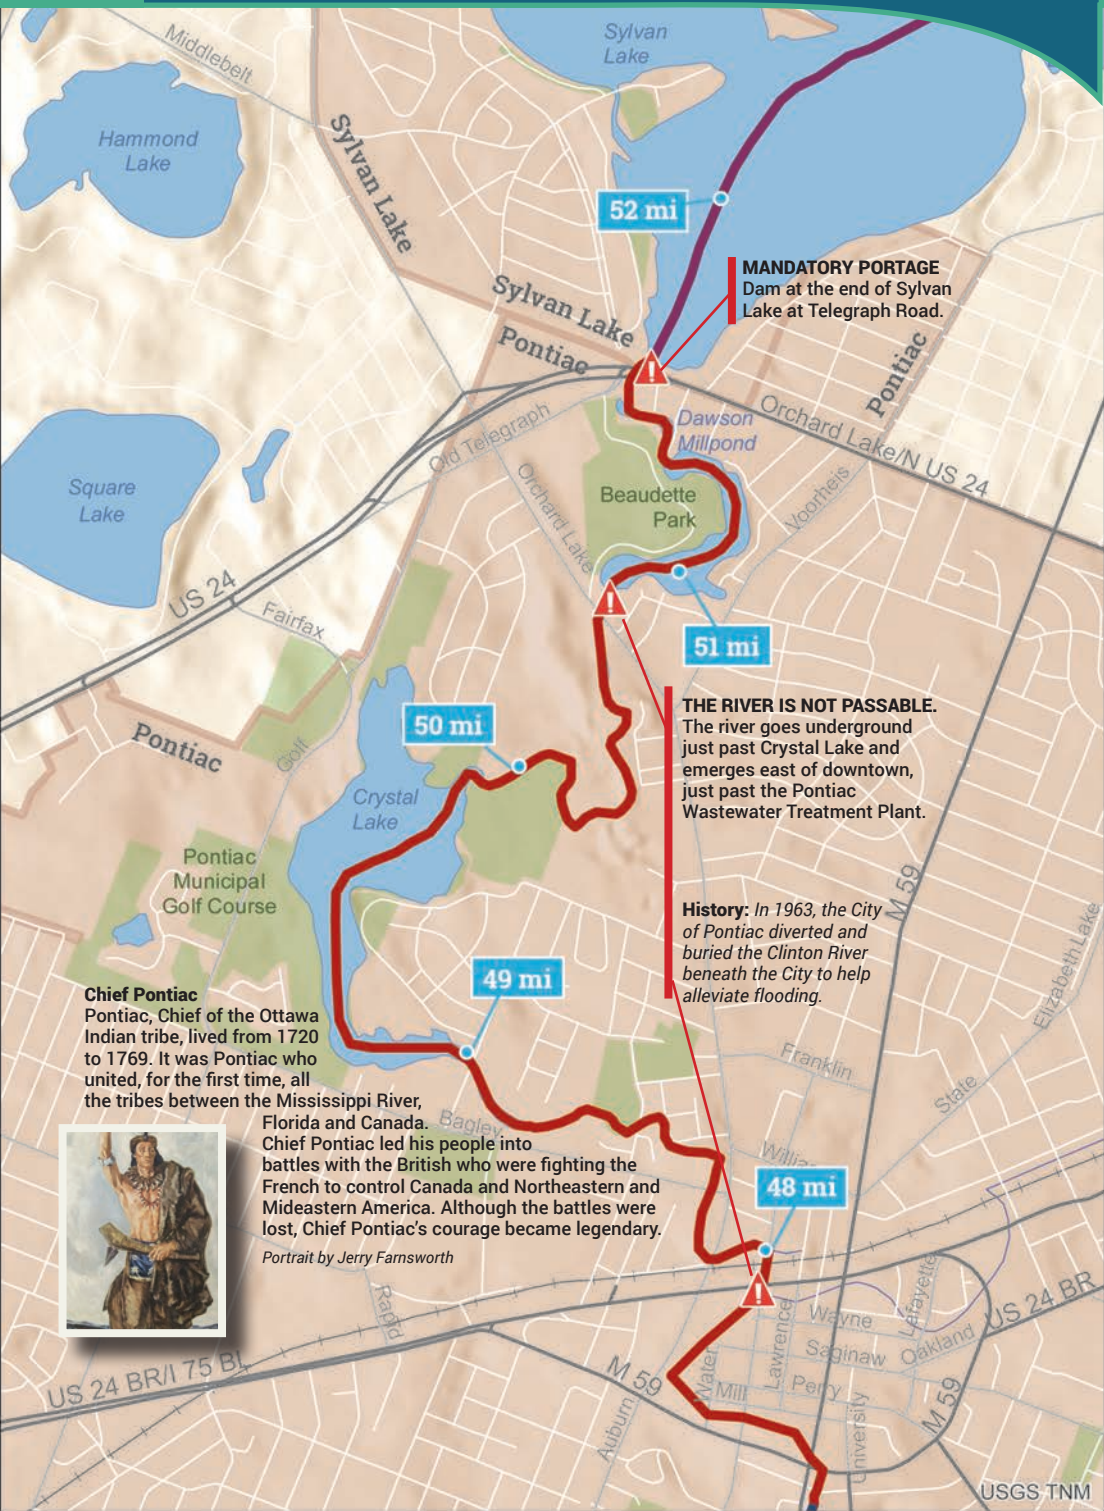 Middlebelt
Sylvan
Lake
Hammond
Lake
Sylvan Lake
52 mi
MANDATORY PORTAGE
Dam at the end of Sylvan
Lake at Telegraph Road.
Sylvan Lake
Pontiac
Pontiac
Orchard Lake/N US 24
Dawson
Millpond
Old Telegraph
Orchard Lake
Voorheis
Beaudette
Park
Square
Lake
US 24
Fairfax
51 mi
THE RIVER IS NOT PASSABLE.
The river goes underground
just past Crystal Lake and
emerges east of downtown,
just past the Pontiac
Wastewater Treatment Plant.
50 mi
Pontiac
Golf
Crystal
Lake
Pontiac
Municipal
Golf Course
M 59
History: In 1963, the City
of Pontiac diverted and
buried the Clinton River
beneath the City to help
alleviate flooding.
Elizabeth Lake
49 mi
Chief Pontiac
Pontiac, Chief of the Ottawa
Indian tribe, lived from 1720
to 1769. It was Pontiac who
united, for the first time, all
the tribes between the Mississippi River,
Florida and Canada.
Chief Pontiac led his people into
battles with the British who were fighting the
French to control Canada and Northeastern and
Mideastern America. Although the battles were
lost, Chief Pontiac's courage became legendary.
Portrait by Jerry Farnsworth
Bagley
Franklin
State
48 mi
Rapid
Wayne
Lafayette
US 24 BR
Saginaw
Oakland
Lawrence
Water
Mill
Perry
M 59
M 59
US 24 BR/I 75 BL
Auburn
University
USGS TNM